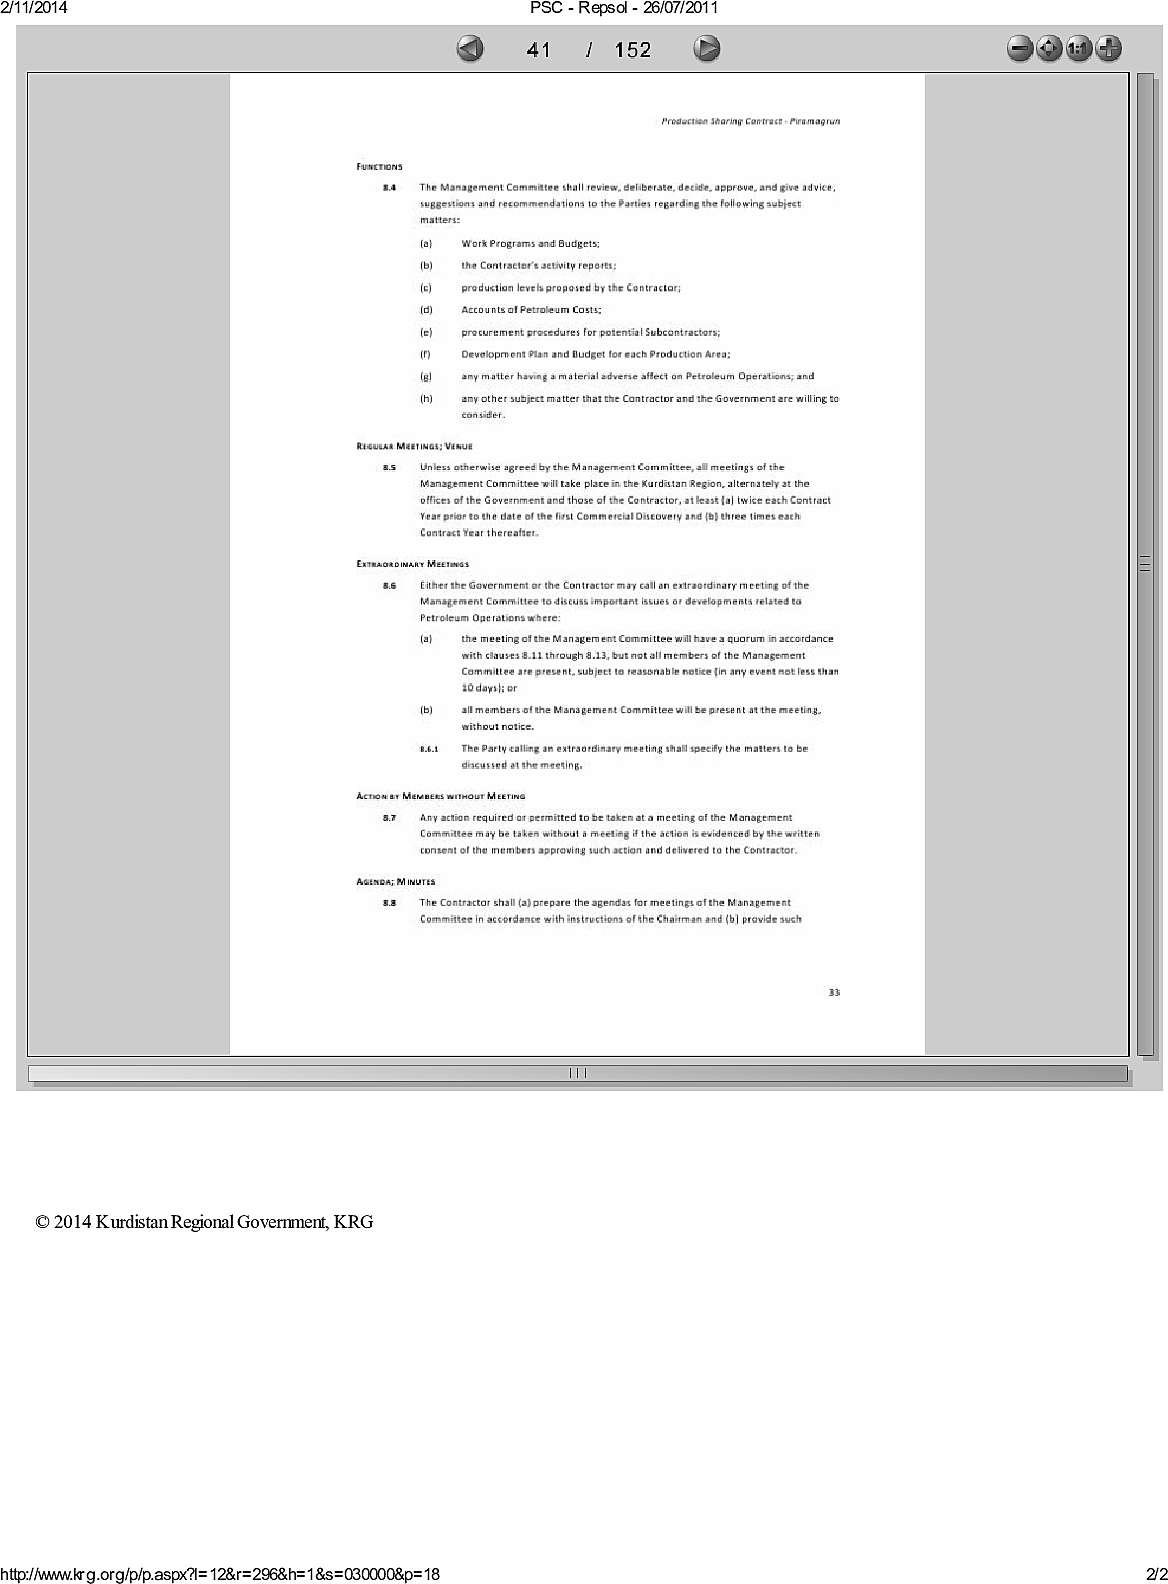 2/11/2014
PSC - Repsol - 26/07/2011
41 / 152
1:1
Production Sharing Contract - Piramagrun
FUNCTIONS
8.4 The Management Committee shall review, deliberate, decide, approve, and give advice,
suggestions and recommendations to the Parties regarding the following subject
matters:
(a) Work Programs and Budgets;
(b) the Contractor's activity reports;
(c) production levels proposed by the Contractor;
(d) Accounts of Petroleum Costs;
(e) procurement procedures for potential Subcontractors;
(f) Development Plan and Budget for each Production Area;
(g) any matter having a material adverse affect on Petroleum Operations; and
(h) any other subject matter that the Contractor and the Government are willing to
consider.
REGULAR MEETINGS; VENUE
8.5 Unless otherwise agreed by the Management Committee, all meetings of the
Management Committee will take place in the Kurdistan Region, alternately at the
offices of the Government and those of the Contractor, at least (a) twice each Contract
Year prior to the date of the first Commercial Discovery and (b) three times each
Contract Year thereafter.
EXTRAORDINARY MEETINGS
8.6 Either the Government or the Contractor may call an extraordinary meeting of the
Management Committee to discuss important issues or developments related to
Petroleum Operations where:
(a) the meeting of the Management Committee will have a quorum in accordance
with clauses 8.11 through 8.13, but not all members of the Management
Committee are present, subject to reasonable notice (in any event not less than
10 days); or
(b) all members of the Management Committee will be present at the meeting,
without notice.
8.6.1 The Party calling an extraordinary meeting shall specify the matters to be
discussed at the meeting.
ACTION BY MEMBERS WITHOUT MEETING
8.7 Any action required or permitted to be taken at a meeting of the Management
Committee may be taken without a meeting if the action is evidenced by the written
consent of the members approving such action and delivered to the Contractor.
AGENDA; MINUTES
8.8 The Contractor shall (a) prepare the agendas for meetings of the Management
Committee in accordance with instructions of the Chairman and (b) provide such
33
© 2014 Kurdistan Regional Government, KRG
http://www.krg.org/p/p.aspx?l=12&r=296&h=1&s=030000&p=18
2/2